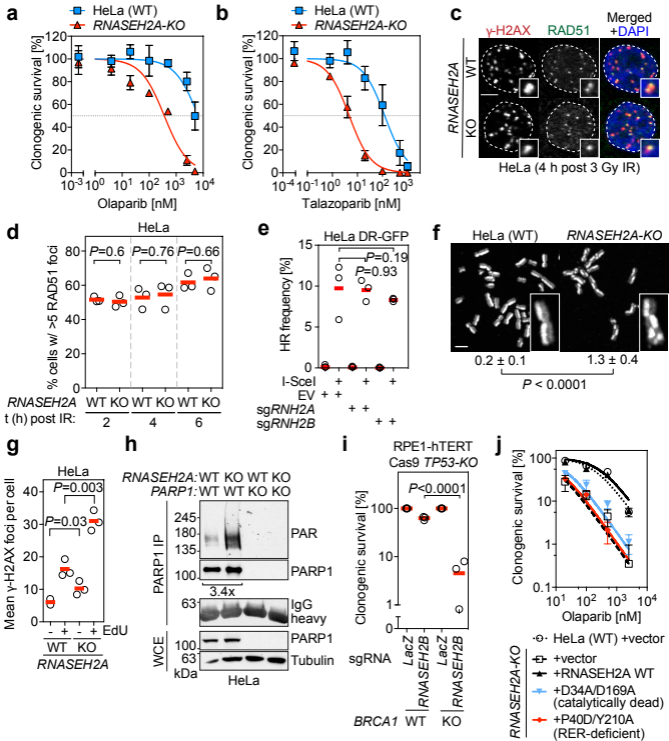 a
HeLa (WT)
RNASEH2A-KO
Clonogenic survival [%]
120
100
80
60
40
20
0
10⁻³
10⁰
10¹
10²
10³
10⁴
Olaparib [nM]
b
HeLa (WT)
RNASEH2A-KO
Clonogenic survival [%]
120
100
80
60
40
20
0
10⁻⁴
10⁻¹
10⁰
10¹
10²
10³
Talazoparib [nM]
c
γ-H2AX
RAD51
Merged
+DAPI
RNASEH2A
WT
KO
HeLa (4 h post 3 Gy IR)
d
HeLa
P=0.6
P=0.76
P=0.66
% cells w/ >5 RAD51 foci
100
80
60
40
20
0
RNASEH2A
WT KO WT KO WT KO
t (h) post IR:
2
4
6
e
HeLa DR-GFP
P=0.19
P=0.93
HR frequency [%]
15
10
5
0
I-SceI
+ + +
EV
+ +
sgRNH2A
+ +
sgRNH2B
+ +
f
HeLa (WT)
RNASEH2A-KO
0.2 ± 0.1
1.3 ± 0.4
P < 0.0001
g
HeLa
P=0.003
P=0.03
Mean γ-H2AX foci per cell
40
30
20
10
0
- + - +
EdU
WT KO
RNASEH2A
h
RNASEH2A: WT KO WT KO
PARP1: WT WT KO KO
PARP1 IP
245
180
135
PAR
100
PARP1
3.4x
63
IgG
heavy
WCE
100
PARP1
63
Tubulin
kDa
HeLa
i
RPE1-hTERT
Cas9 TP53-KO
P<0.0001
Clonogenic survival [%]
100
10
1
0
sgRNA
LacZ
RNASEH2B
LacZ
RNASEH2B
BRCA1
WT
KO
j
Clonogenic survival [%]
100
10
1
0.1
10²
10³
Olaparib [nM]
HeLa (WT) +vector
RNASEH2A-KO
+vector
+RNASEH2A WT
+D34A/D169A
(catalytically dead)
+P40D/Y210A
(RER-deficient)